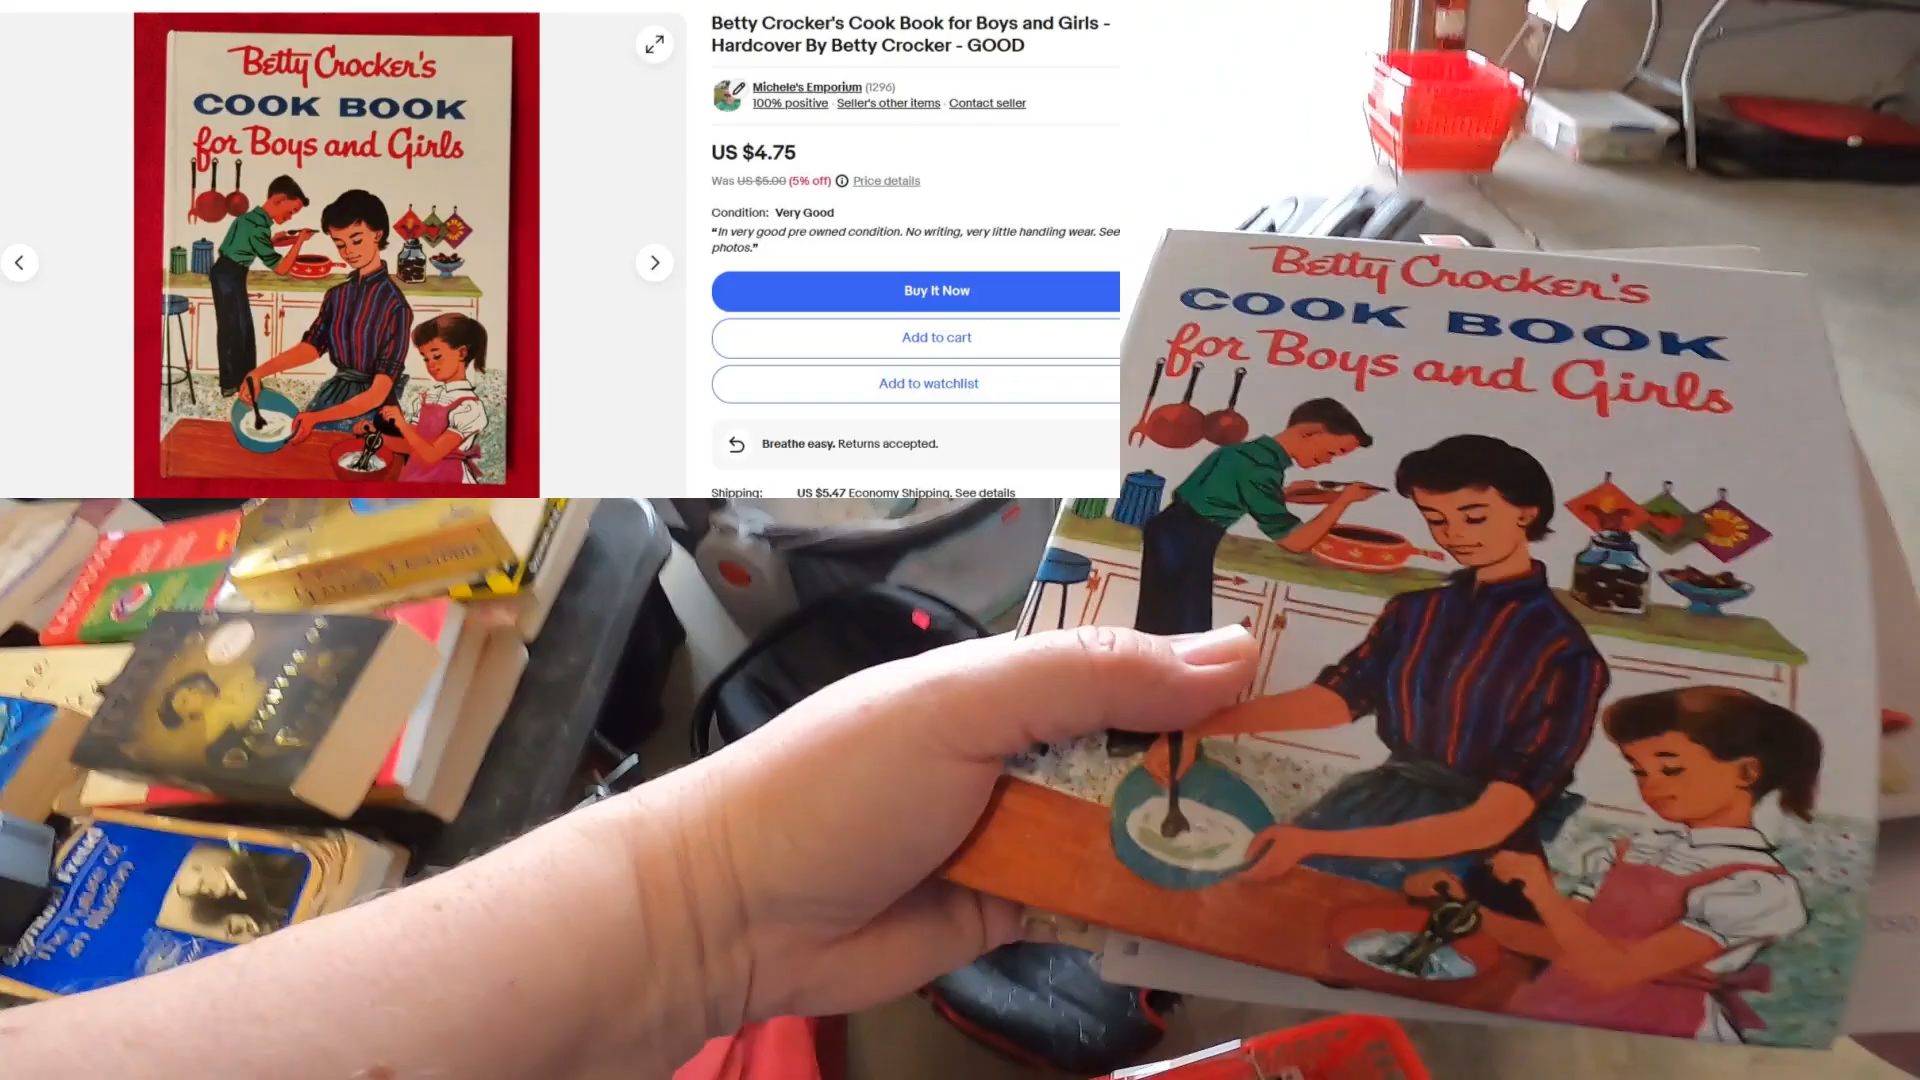 Betty Crocker's
COOK BOOK
for Boys and Girls
Betty Crocker's Cook Book for Boys and Girls -
Hardcover By Betty Crocker - GOOD
Michele's Emporium (1296)
100% positive · Seller's other items · Contact seller
US $4.75
Was US $5.00 (5% off) Price details
Condition: Very Good
“In very good pre owned condition. No writing, very little handling wear. See
photos.”
Buy It Now
Add to cart
Add to watchlist
Breathe easy. Returns accepted.
Shipping: US $5.47 Economy Shipping. See details
Betty Crocker's
COOK BOOK
for Boys and Girls